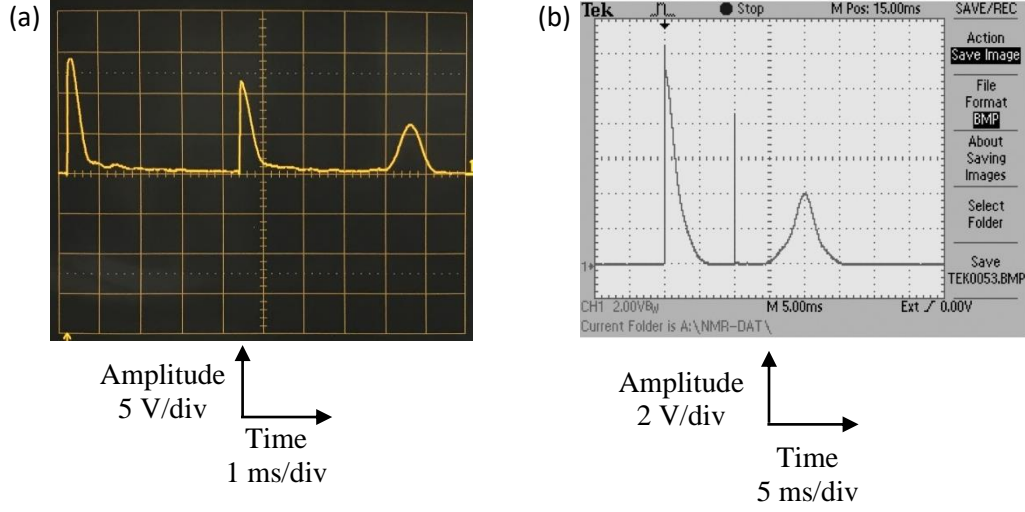 (a)
Amplitude
5 V/div
Time
1 ms/div
(b)
Tek
Stop
M Pos: 15.00ms
SAVE/REC
Action
Save Image
File
Format
BMP
About
Saving
Images
Select
Folder
Save
TEK0053.BMP
1
CH1 2.00VBw
M 5.00ms
Ext / 0.00V
Current Folder is A:\NMR-DAT\
Amplitude
2 V/div
Time
5 ms/div